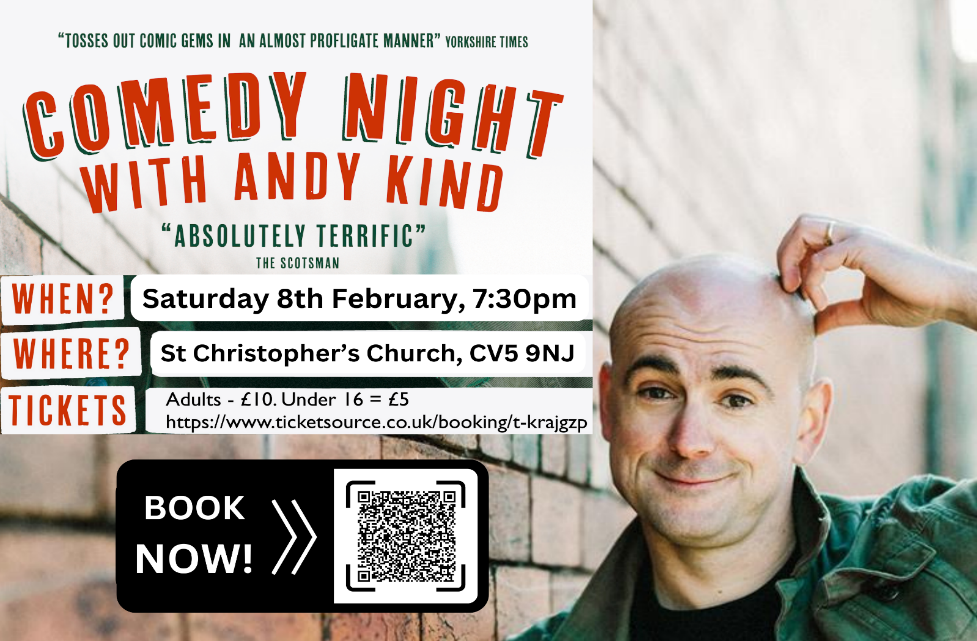 “TOSSES OUT COMIC GEMS IN AN ALMOST PROFLIGATE MANNER” YORKSHIRE TIMES
COMEDY NIGHT
WITH ANDY KIND
“ABSOLUTELY TERRIFIC”
THE SCOTSMAN
WHEN? Saturday 8th February, 7:30pm
WHERE? St Christopher’s Church, CV5 9NJ
TICKETS Adults - £10. Under 16 = £5
https://www.ticketsource.co.uk/booking/t-krajgzp
BOOK
NOW!